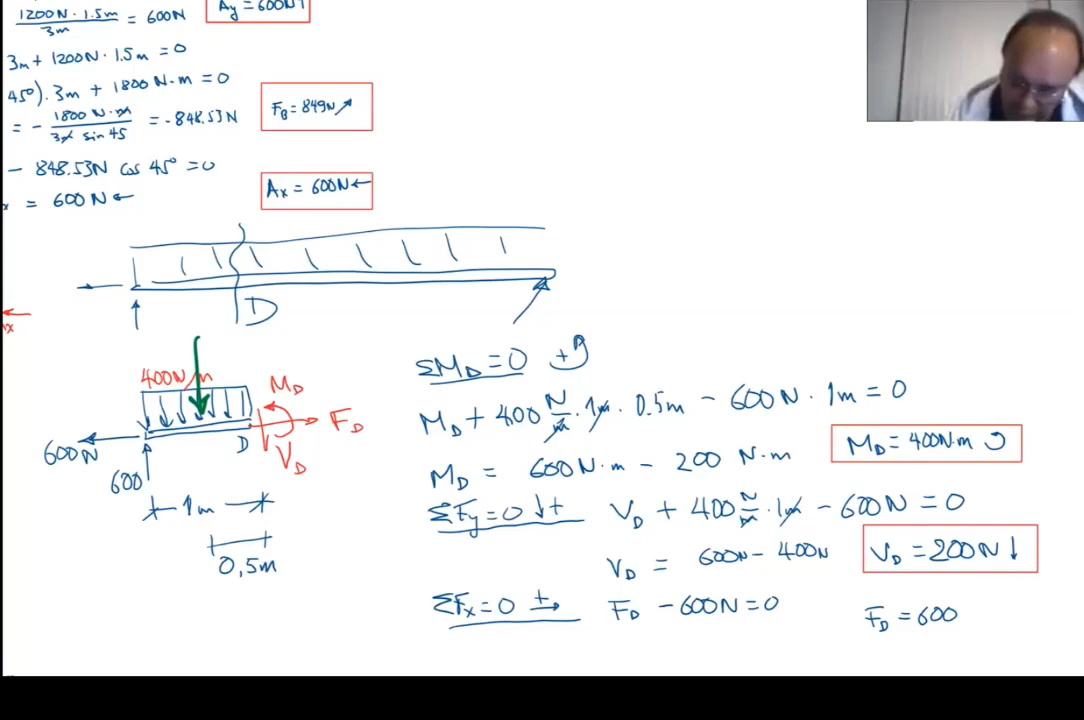 1200N · 1.5m / 3m = 600N
Ay = 600N↑
3m + 1200N · 1.5m = 0
45°) · 3m + 1800 N·m = 0
= - 1800 N·m / 3m sin 45 = -848.53N
FB = 849N ↗
- 848.53N cos 45° = 0
x = 600N ←
Ax = 600N ←
D
Ax
ΣMD = 0 +↺
400N/m
MD
FD
MD + 400 N/m · 1m · 0.5m - 600N · 1m = 0
600N
D
VD
600
MD = 600N·m - 200 N·m
MD = 400N·m ↺
1m
ΣFy = 0 ↓+
VD + 400 N/m · 1m - 600N = 0
0,5m
VD = 600N - 400N
VD = 200N ↓
ΣFx = 0 +→
FD - 600N = 0
FD = 600